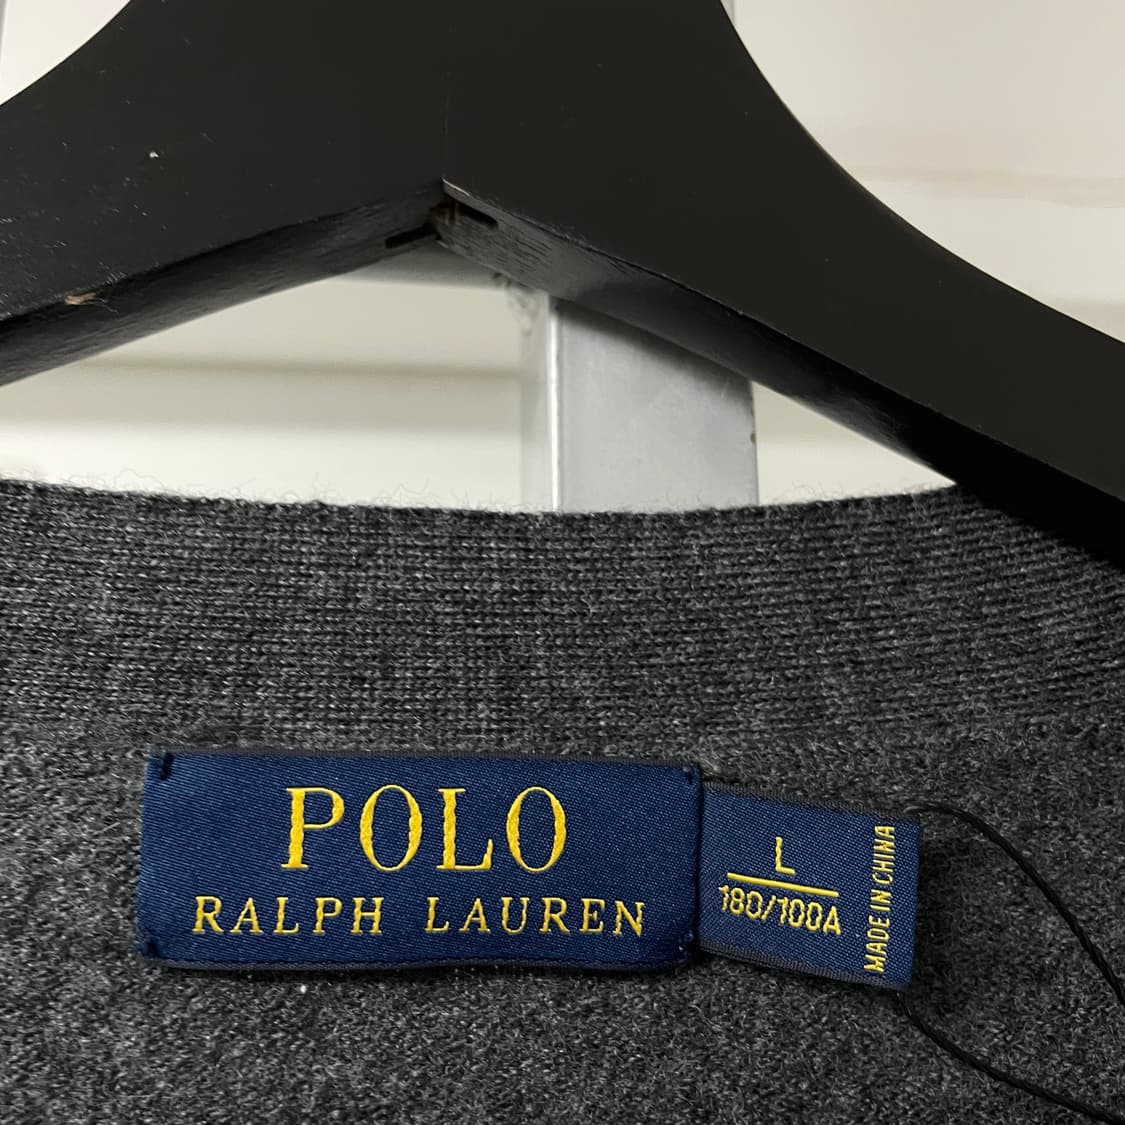 POLO
RALPH LAUREN
L
180/100A
MADE IN CHINA